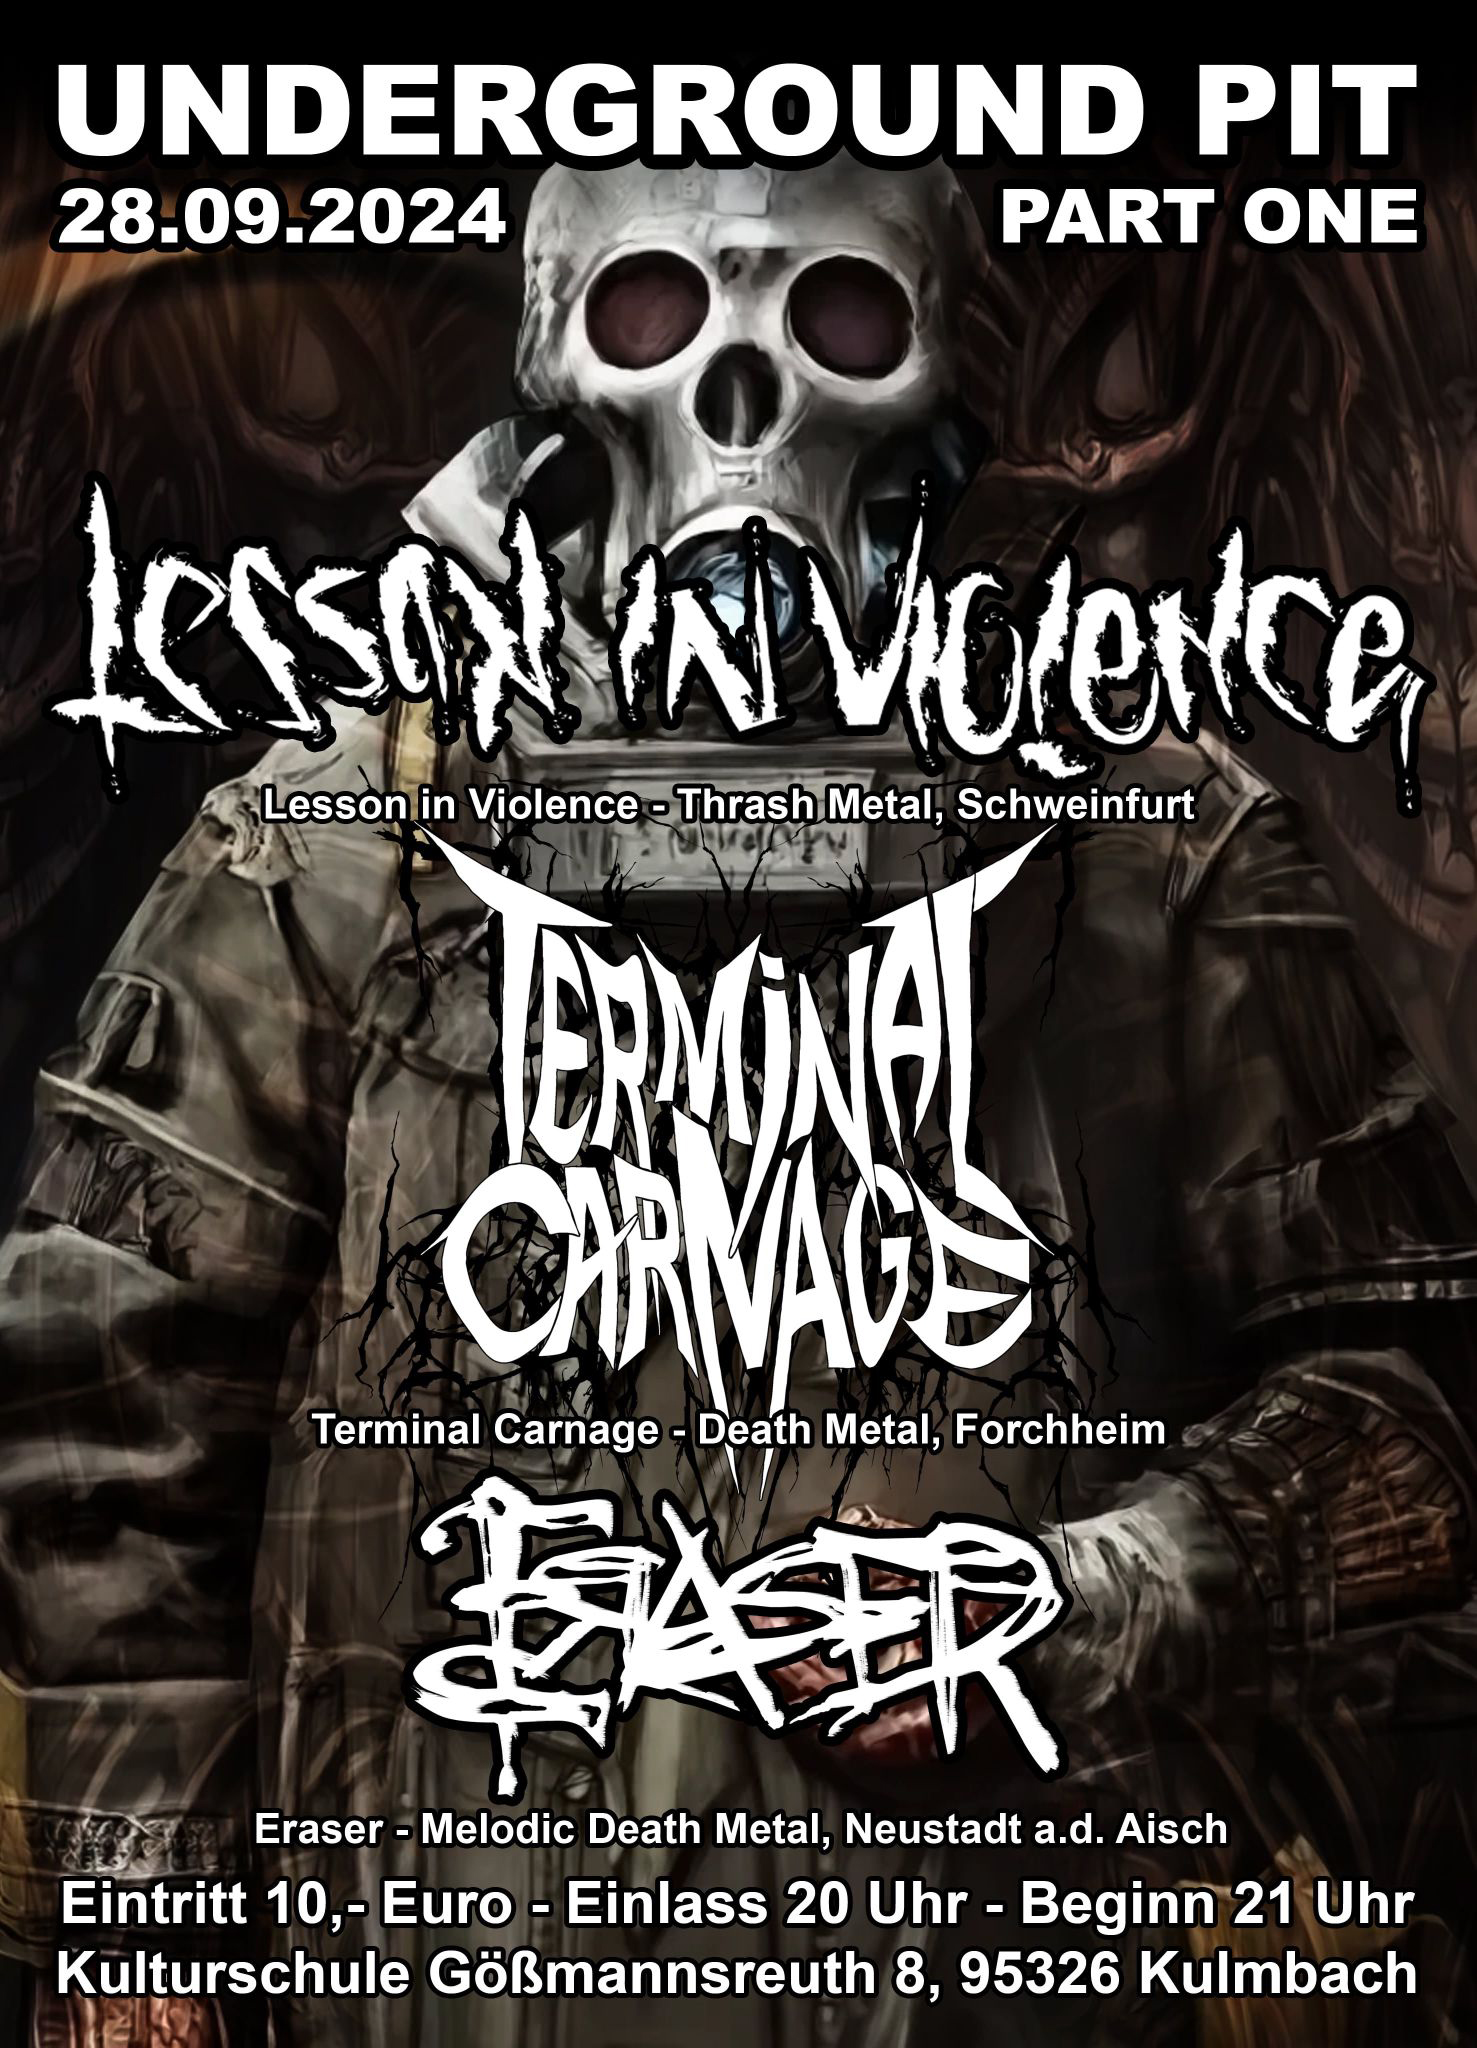 UNDERGROUND PIT
28.09.2024 PART ONE
Lesson in Violence
Lesson in Violence - Thrash Metal, Schweinfurt
TERMINAL
CARNAGE
Terminal Carnage - Death Metal, Forchheim
ERASER
Eraser - Melodic Death Metal, Neustadt a.d. Aisch
Eintritt 10,- Euro - Einlass 20 Uhr - Beginn 21 Uhr
Kulturschule Gößmannsreuth 8, 95326 Kulmbach